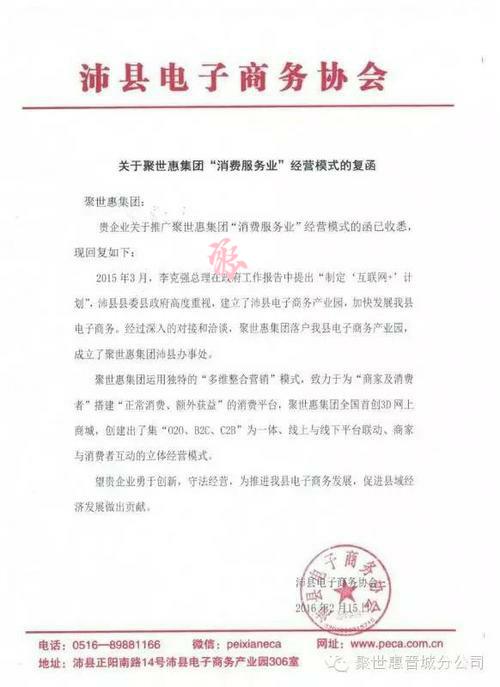 沛县电子商务协会
关于聚世惠集团“消费服务业”经营模式的复函
聚世惠集团：
贵企业关于推广聚世惠集团“消费服务业”经营模式的函已收悉，
现回复如下：
聚
2015年3月，李克强总理在政府工作报告中提出“制定‘互联网+’计
划”，沛县县委县政府高度重视，建立了沛县电子商务产业园，加快发展我县
电子商务。经过深入的对接和洽谈，聚世惠集团落户我县电子商务产业园，
成立了聚世惠集团沛县办事处。
聚世惠集团运用独特的“多维整合营销”模式，致力于为“商家及消费
者”搭建“正常消费、额外获益”的消费平台，聚世惠集团全国首创3D网上
商城，创建出了集“O2O、B2C、C2B”为一体、线上与线下平台联动、商家
与消费者互动的立体经营模式。
望贵企业勇于创新，守法经营，为推进我县电子商务发展，促进县域经
济发展做出贡献。
沛县电子商务协会
沛县电子商务协会
2016年2月15日
电话：0516—89881166 微信：peixianeca 网址：www.peca.com.cn
地址：沛县正阳南路14号沛县电子商务产业园306室
聚世惠晋城分公司